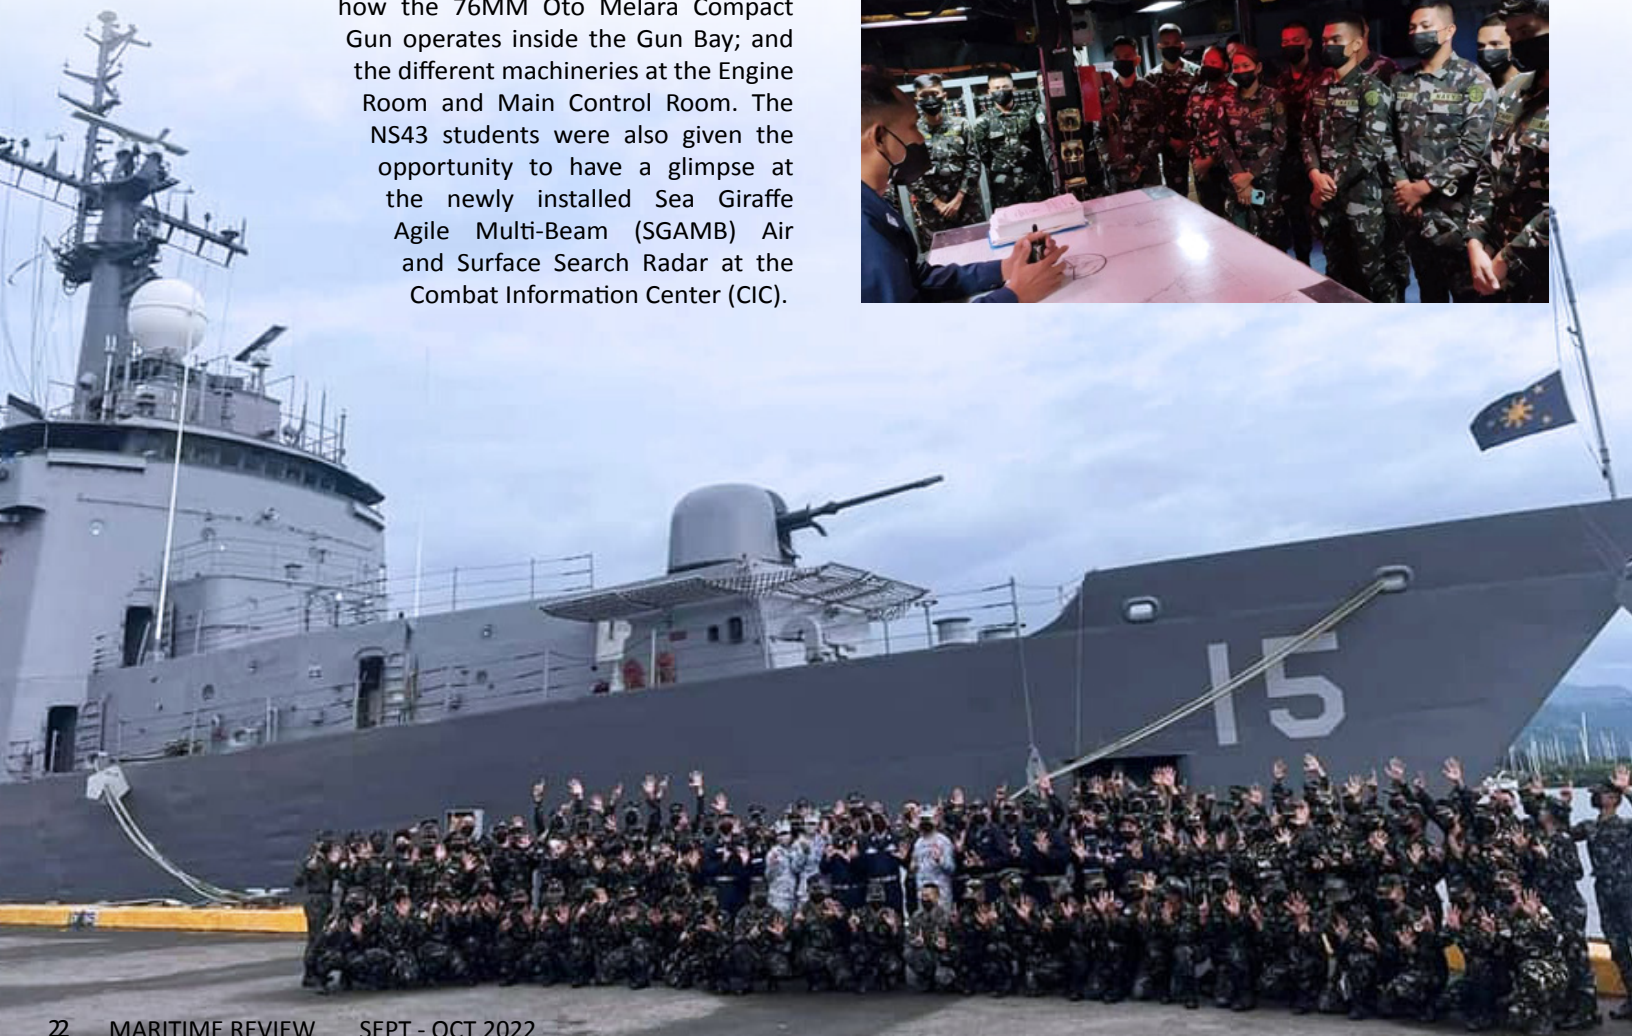 how the 76MM Oto Melara Compact
Gun operates inside the Gun Bay; and
the different machineries at the Engine
Room and Main Control Room. The
NS43 students were also given the
opportunity to have a glimpse at
the newly installed Sea Giraffe
Agile Multi-Beam (SGAMB) Air
and Surface Search Radar at the
Combat Information Center (CIC).
15
22 MARITIME REVIEW SEPT - OCT 2022